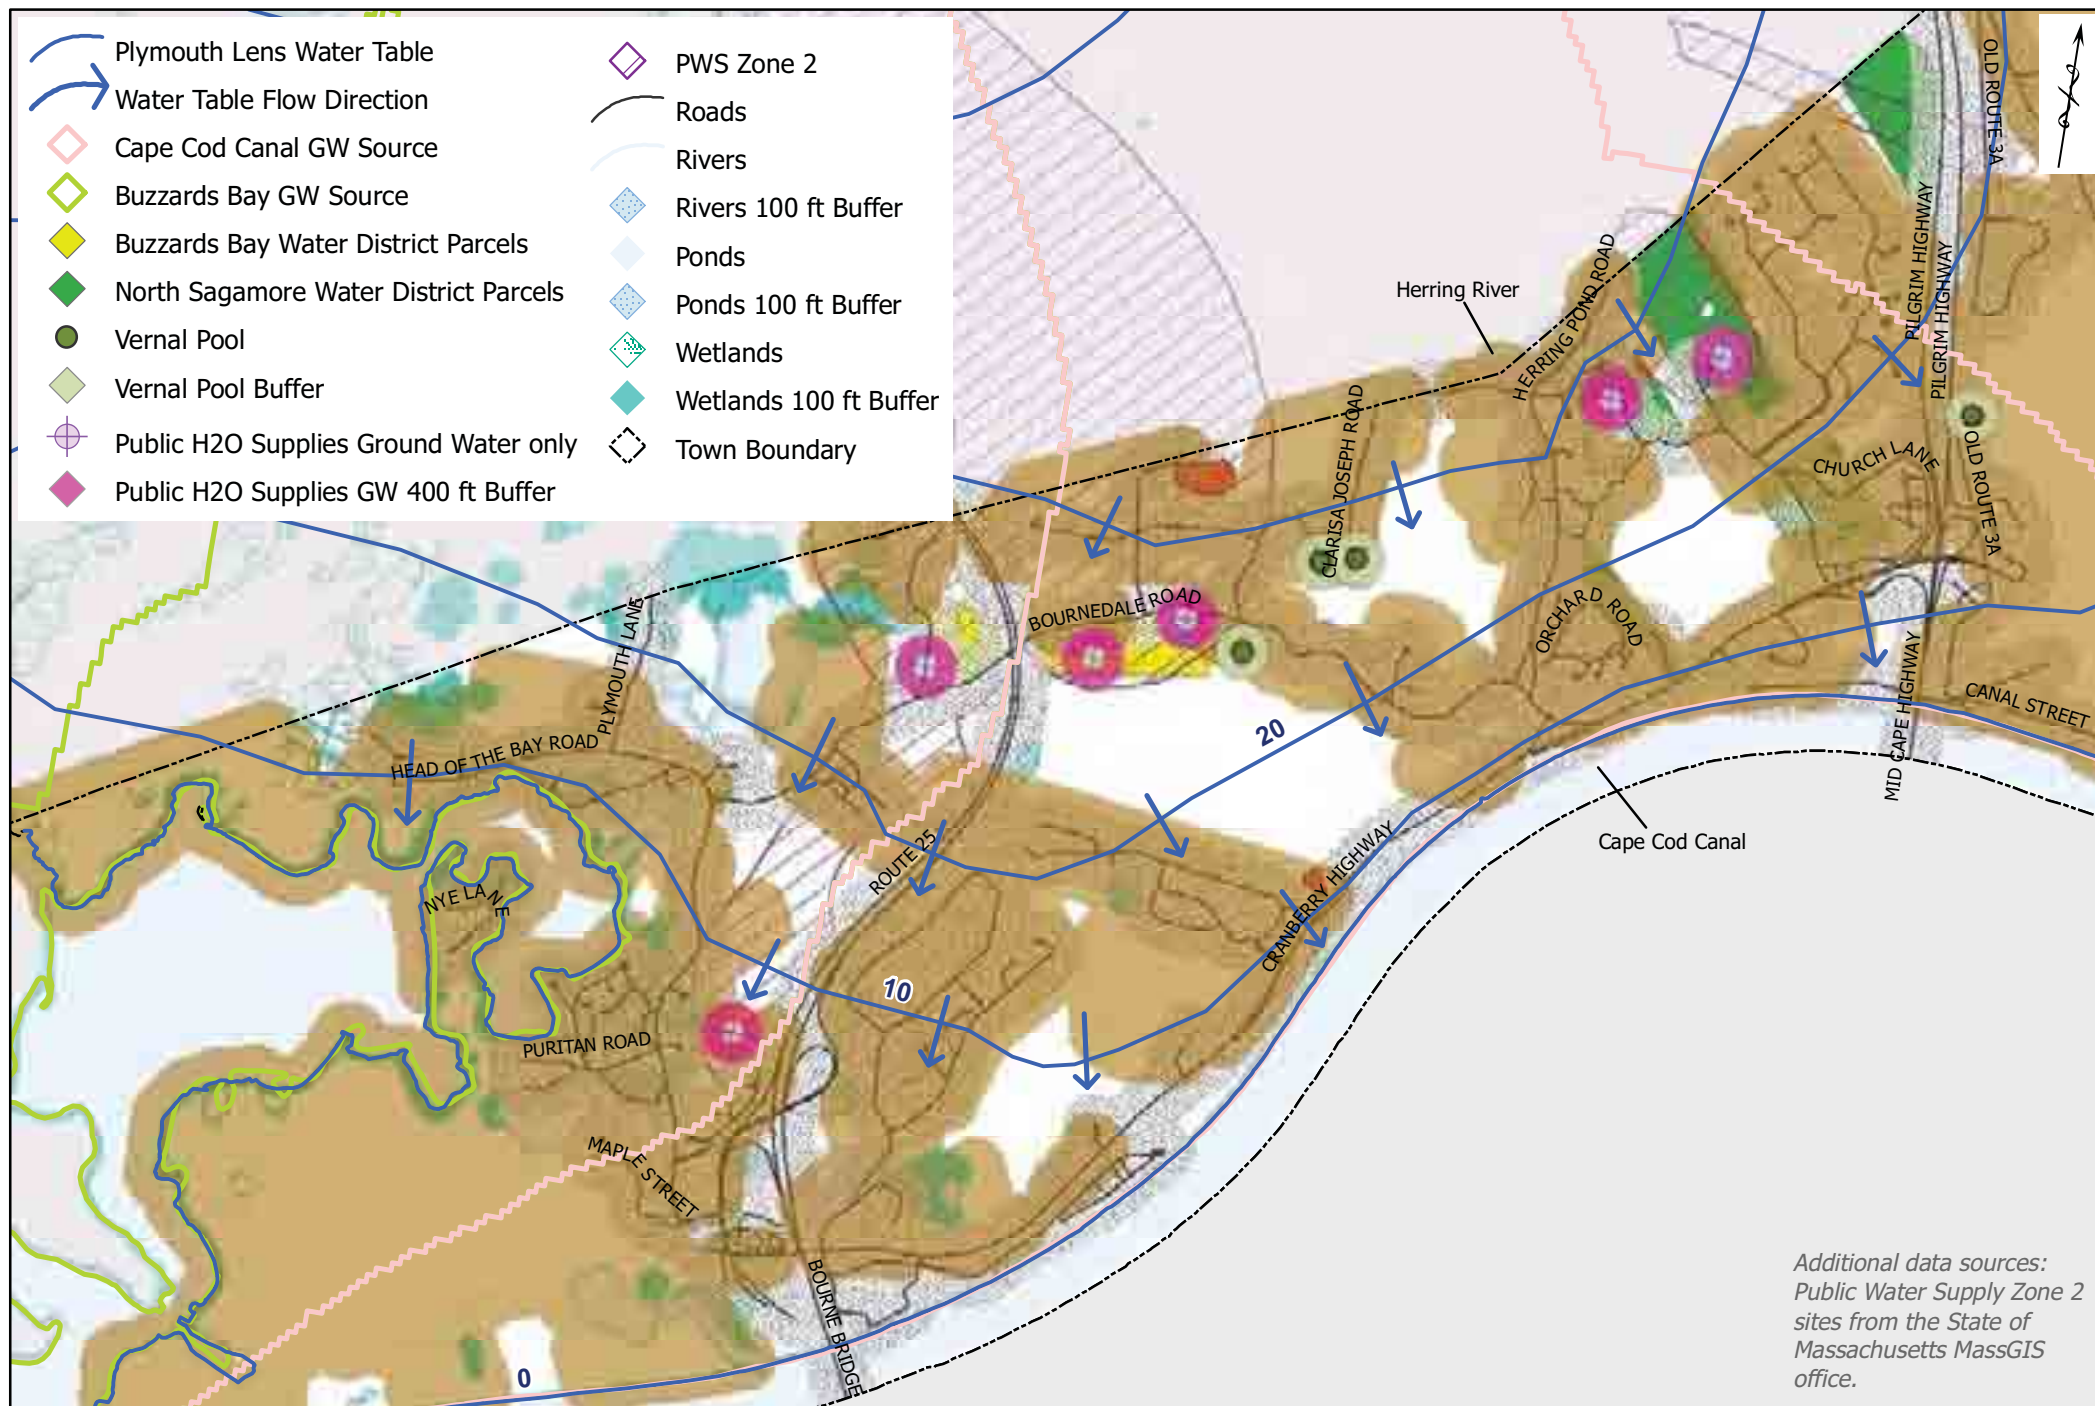 Plymouth Lens Water Table
Water Table Flow Direction
Cape Cod Canal GW Source
Buzzards Bay GW Source
Buzzards Bay Water District Parcels
North Sagamore Water District Parcels
Vernal Pool
Vernal Pool Buffer
Public H2O Supplies Ground Water only
Public H2O Supplies GW 400 ft Buffer
PWS Zone 2
Roads
Rivers
Rivers 100 ft Buffer
Ponds
Ponds 100 ft Buffer
Wetlands
Wetlands 100 ft Buffer
Town Boundary
OLD ROUTE 3A
PILGRIM HIGHWAY
PILGRIM HIGHWAY
Herring River
HERRING POND ROAD
CLARISA JOSEPH ROAD
CHURCH LANE
OLD ROUTE 3A
BOURNEDALE ROAD
ORCHARD ROAD
PLYMOUTH LANE
HEAD OF THE BAY ROAD
MID CAPE HIGHWAY
CANAL STREET
20
Cape Cod Canal
ROUTE 25
CRANBERRY HIGHWAY
NYE LANE
10
PURITAN ROAD
MAPLE STREET
BOURNE BRIDGE
0
Additional data sources:
Public Water Supply Zone 2
sites from the State of
Massachusetts MassGIS
office.